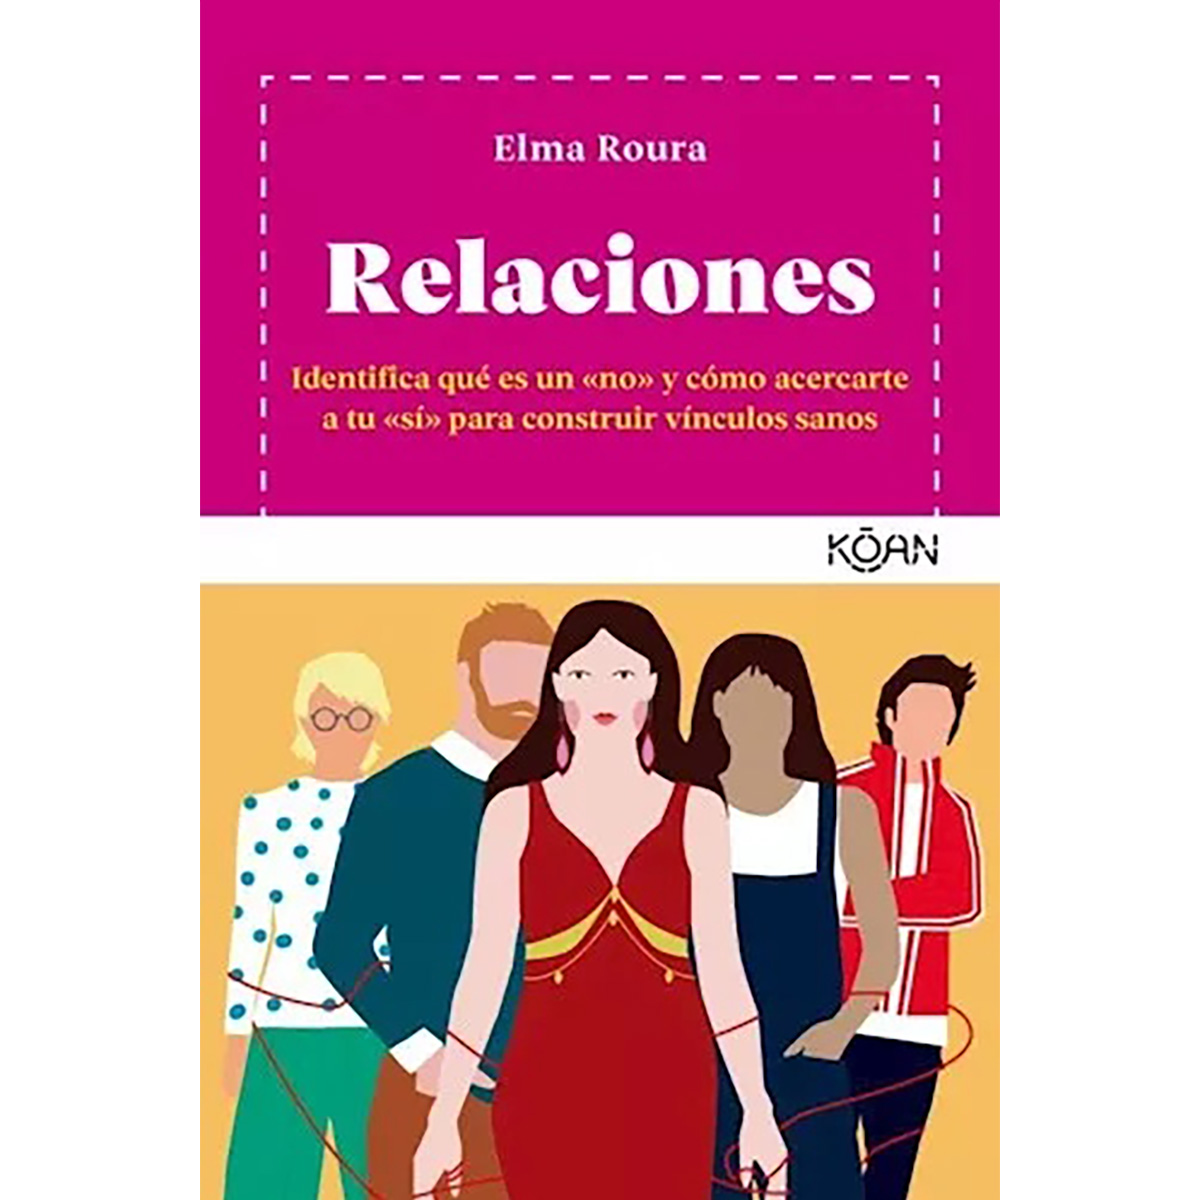 Elma Roura
Relaciones
Identifica qué es un «no» y cómo acercarte
a tu «sí» para construir vínculos sanos
KŌAN